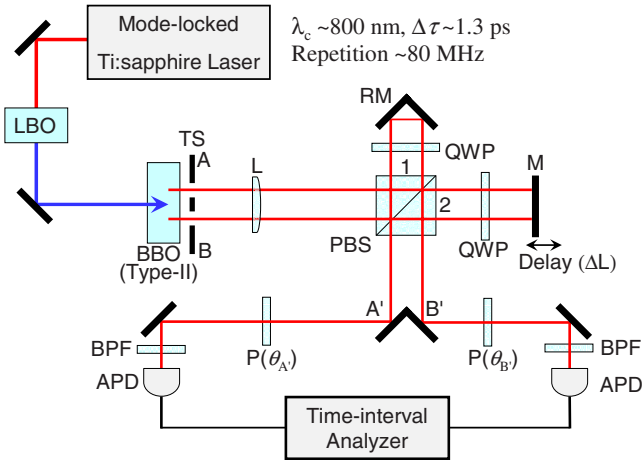 Mode-locked
Ti:sapphire Laser
λc ~800 nm, Δτ~1.3 ps
Repetition ~80 MHz
RM
LBO
TS
A
L
QWP
M
1
2
BBO
(Type-II)
B
PBS
QWP
Delay (ΔL)
A'
B'
BPF
P(θA')
P(θB')
BPF
APD
APD
Time-interval
Analyzer